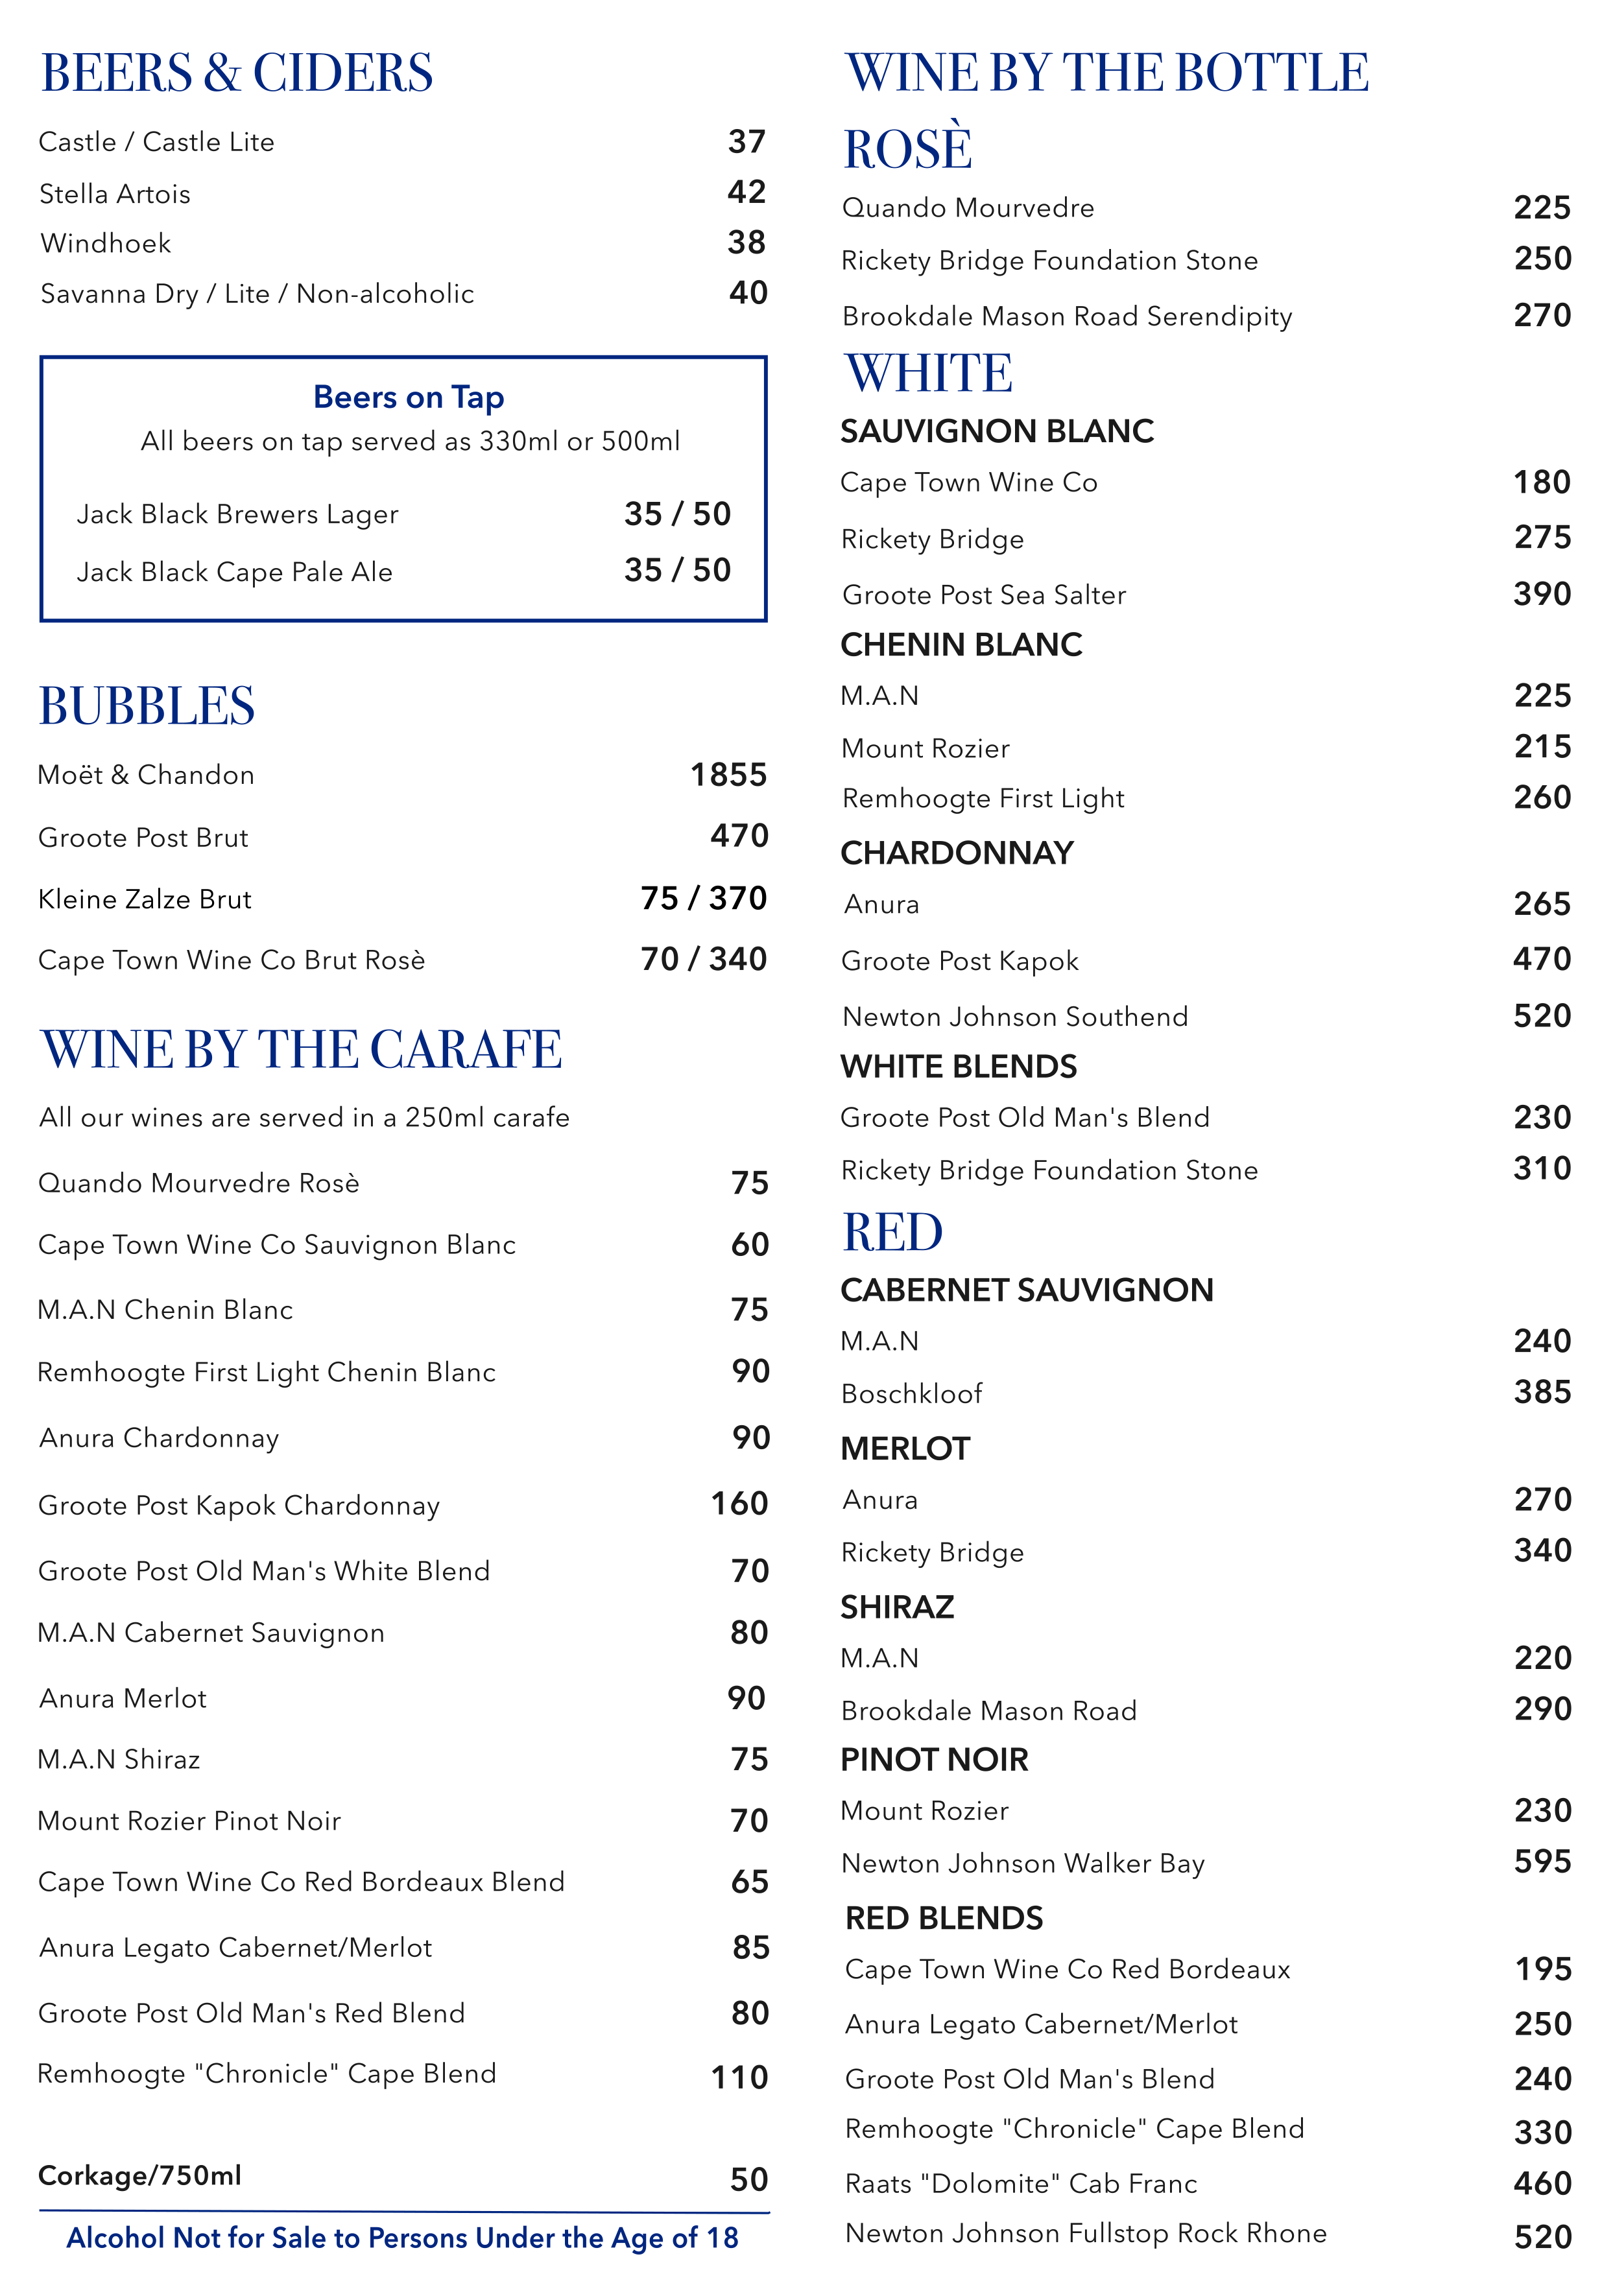 BEERS & CIDERS
Castle / Castle Lite 37
Stella Artois 42
Windhoek 38
Savanna Dry / Lite / Non-alcoholic 40
Beers on Tap
All beers on tap served as 330ml or 500ml
Jack Black Brewers Lager 35 / 50
Jack Black Cape Pale Ale 35 / 50
BUBBLES
Moët & Chandon 1855
Groote Post Brut 470
Kleine Zalze Brut 75 / 370
Cape Town Wine Co Brut Rosè 70 / 340
WINE BY THE CARAFE
All our wines are served in a 250ml carafe
Quando Mourvedre Rosè 75
Cape Town Wine Co Sauvignon Blanc 60
M.A.N Chenin Blanc 75
Remhoogte First Light Chenin Blanc 90
Anura Chardonnay 90
Groote Post Kapok Chardonnay 160
Groote Post Old Man's White Blend 70
M.A.N Cabernet Sauvignon 80
Anura Merlot 90
M.A.N Shiraz 75
Mount Rozier Pinot Noir 70
Cape Town Wine Co Red Bordeaux Blend 65
Anura Legato Cabernet/Merlot 85
Groote Post Old Man's Red Blend 80
Remhoogte "Chronicle" Cape Blend 110
Corkage/750ml 50
Alcohol Not for Sale to Persons Under the Age of 18
WINE BY THE BOTTLE
ROSÈ
Quando Mourvedre 225
Rickety Bridge Foundation Stone 250
Brookdale Mason Road Serendipity 270
WHITE
SAUVIGNON BLANC
Cape Town Wine Co 180
Rickety Bridge 275
Groote Post Sea Salter 390
CHENIN BLANC
M.A.N 225
Mount Rozier 215
Remhoogte First Light 260
CHARDONNAY
Anura 265
Groote Post Kapok 470
Newton Johnson Southend 520
WHITE BLENDS
Groote Post Old Man's Blend 230
Rickety Bridge Foundation Stone 310
RED
CABERNET SAUVIGNON
M.A.N 240
Boschkloof 385
MERLOT
Anura 270
Rickety Bridge 340
SHIRAZ
M.A.N 220
Brookdale Mason Road 290
PINOT NOIR
Mount Rozier 230
Newton Johnson Walker Bay 595
RED BLENDS
Cape Town Wine Co Red Bordeaux 195
Anura Legato Cabernet/Merlot 250
Groote Post Old Man's Blend 240
Remhoogte "Chronicle" Cape Blend 330
Raats "Dolomite" Cab Franc 460
Newton Johnson Fullstop Rock Rhone 520